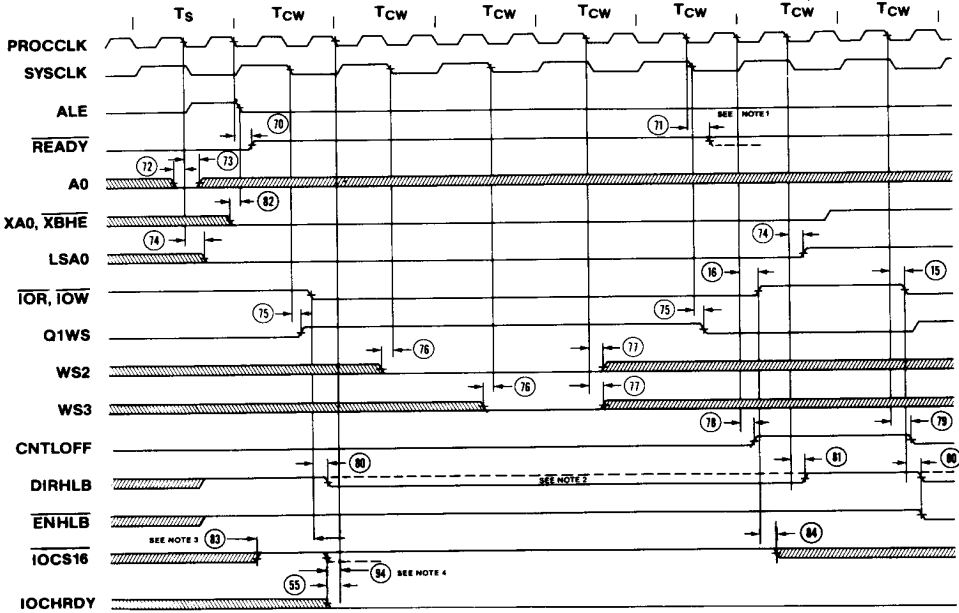 TS TCW TCW TCW TCW TCW TCW TCW
PROCCLK
SYSCLK
ALE
70 71 SEE NOTE 1
READY
72 73
A0
82
XA0, XBHE
74 74
LSA0
16 15
IOR, IOW
75 75
Q1WS
76 77
WS2
76 77
WS3
78 79
CNTLOFF
80 81 80
DIRHLB
SEE NOTE 2
ENHLB
SEE NOTE 3 83 84
IOCS16
94 SEE NOTE 4
55
IOCHRDY